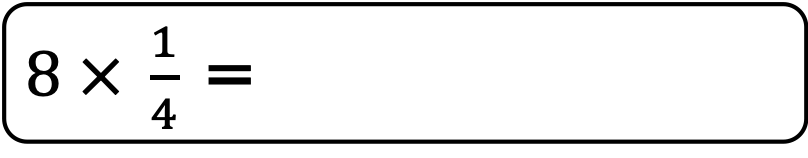 8 × 1/4 =